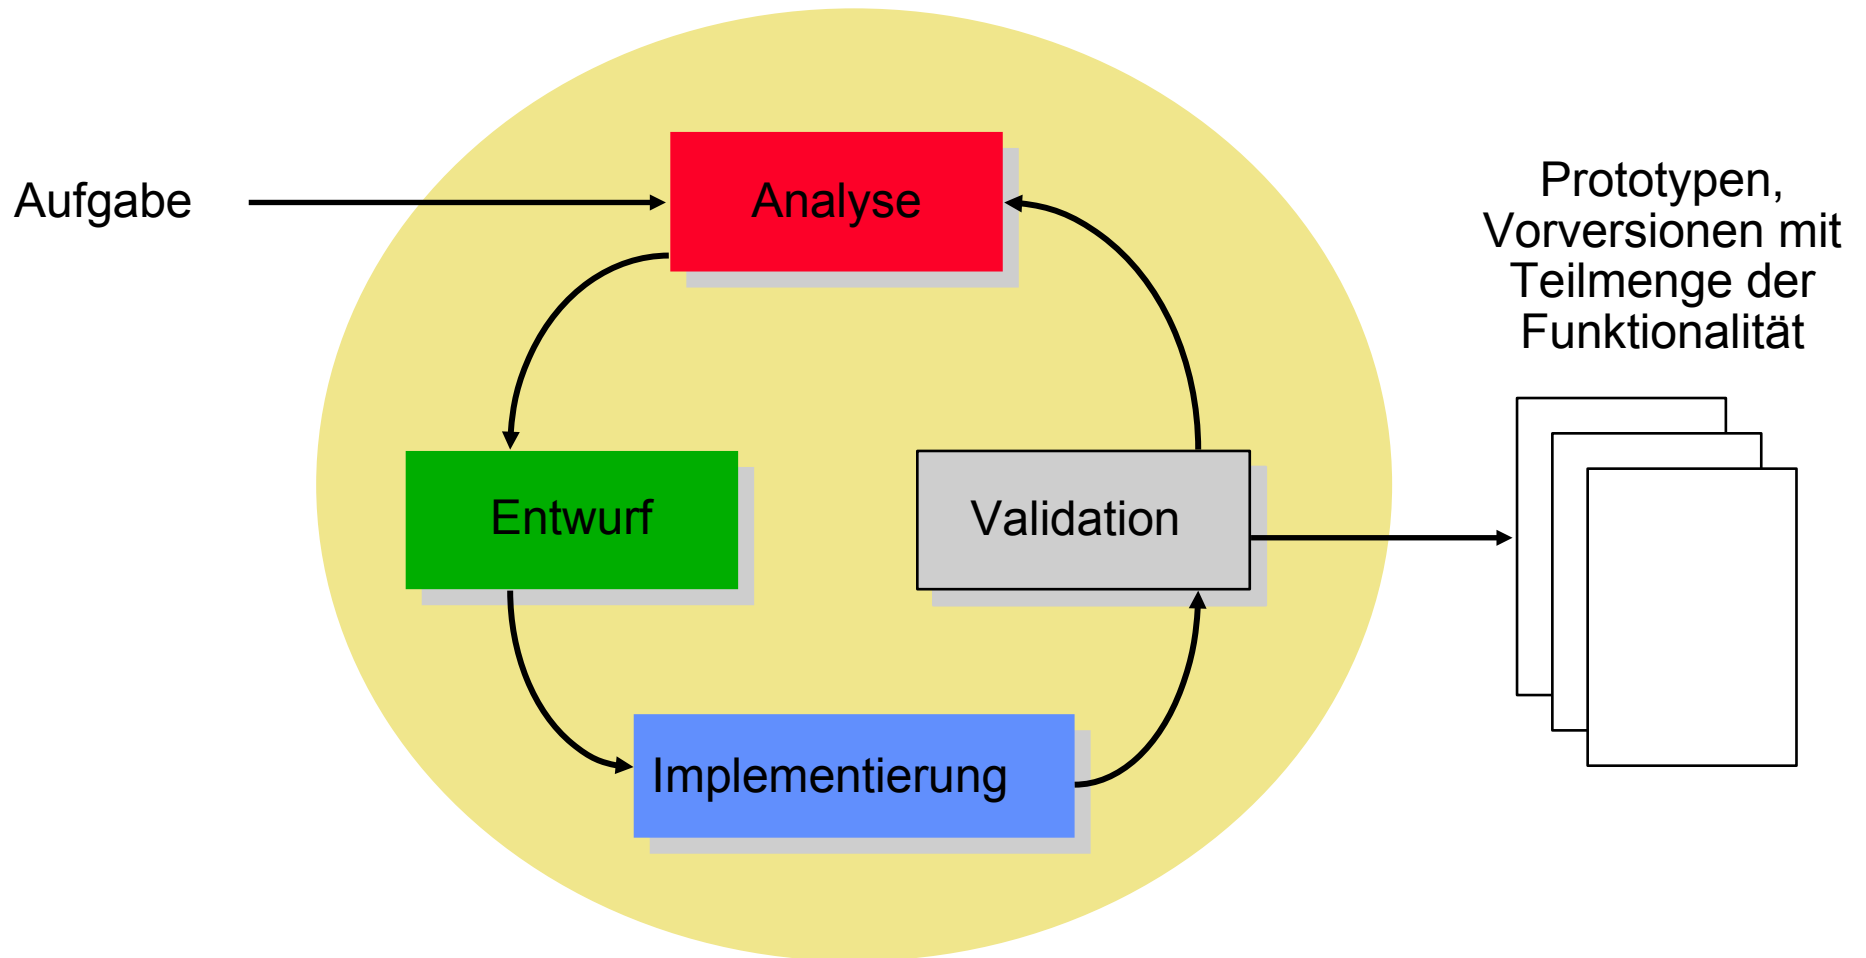 Aufgabe
Analyse
Prototypen,
Vorversionen mit
Teilmenge der
Funktionalität
Entwurf
Validation
Implementierung